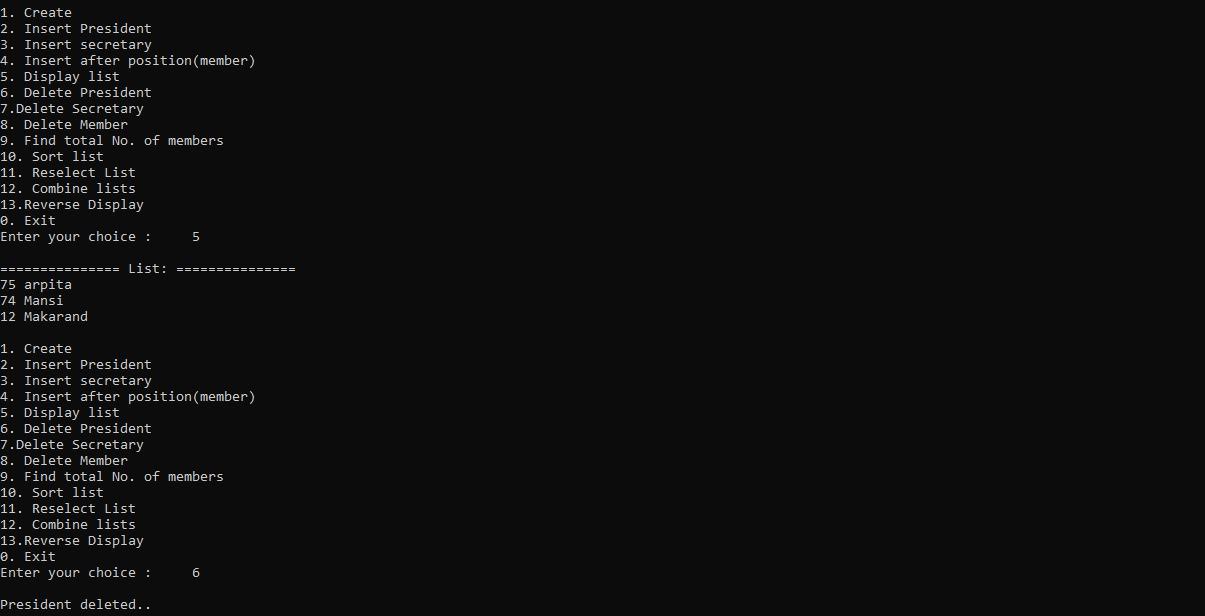 1. Create
2. Insert President
3. Insert secretary
4. Insert after position(member)
5. Display list
6. Delete President
7.Delete Secretary
8. Delete Member
9. Find total No. of members
10. Sort list
11. Reselect List
12. Combine lists
13.Reverse Display
0. Exit
Enter your choice :     5

=============== List: ===============
75 arpita
74 Mansi
12 Makarand

1. Create
2. Insert President
3. Insert secretary
4. Insert after position(member)
5. Display list
6. Delete President
7.Delete Secretary
8. Delete Member
9. Find total No. of members
10. Sort list
11. Reselect List
12. Combine lists
13.Reverse Display
0. Exit
Enter your choice :     6

President deleted..